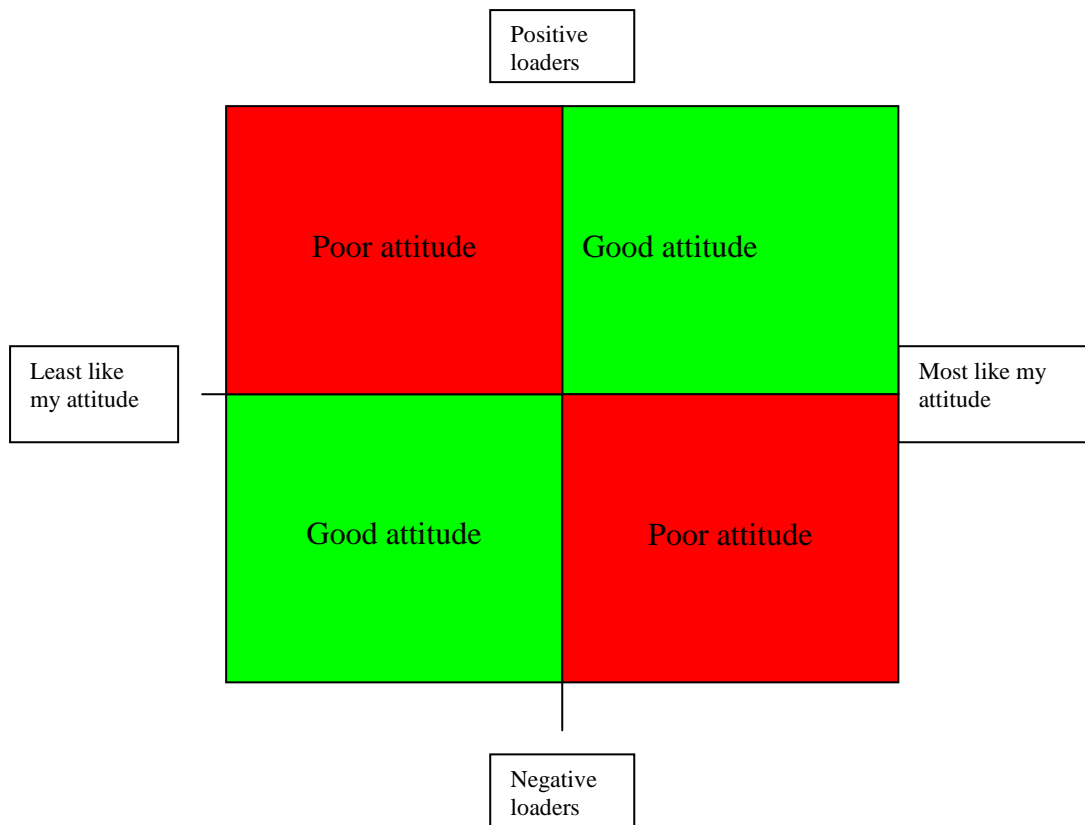 Positive
loaders
Poor attitude
Good attitude
Least like
my attitude
Most like my
attitude
Good attitude
Poor attitude
Negative
loaders